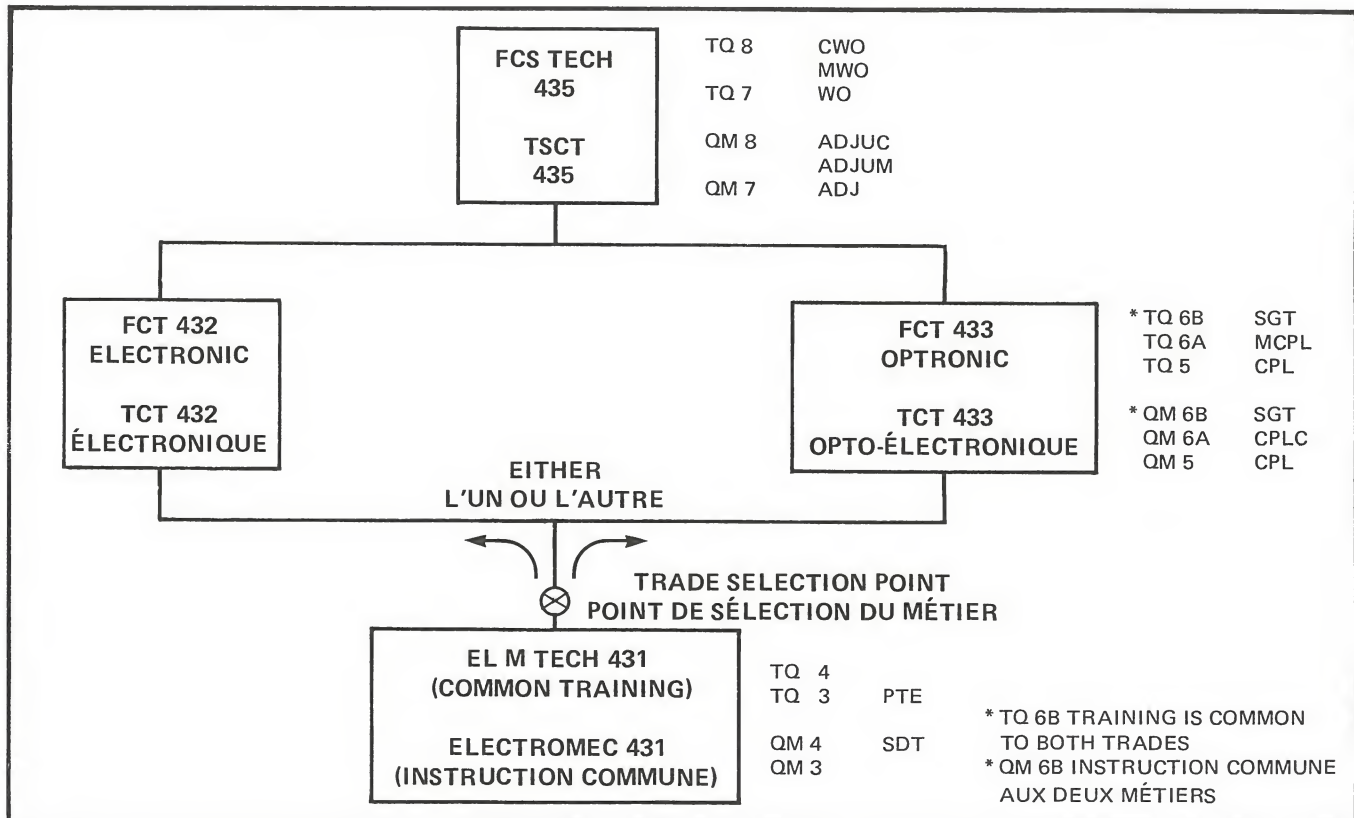 FCS TECH
435
TSCT
435
TQ 8 CWO
MWO
TQ 7 WO
QM 8 ADJUC
ADJUM
QM 7 ADJ
FCT 432
ELECTRONIC
TCT 432
ÉLECTRONIQUE
FCT 433
OPTRONIC
TCT 433
OPTO-ÉLECTRONIQUE
* TQ 6B SGT
TQ 6A MCPL
TQ 5 CPL
* QM 6B SGT
QM 6A CPLC
QM 5 CPL
EITHER
L'UN OU L'AUTRE
TRADE SELECTION POINT
POINT DE SÉLECTION DU MÉTIER
EL M TECH 431
(COMMON TRAINING)
ELECTROMEC 431
(INSTRUCTION COMMUNE)
TQ 4
TQ 3 PTE
QM 4 SDT
QM 3
* TQ 6B TRAINING IS COMMON
TO BOTH TRADES
* QM 6B INSTRUCTION COMMUNE
AUX DEUX MÉTIERS